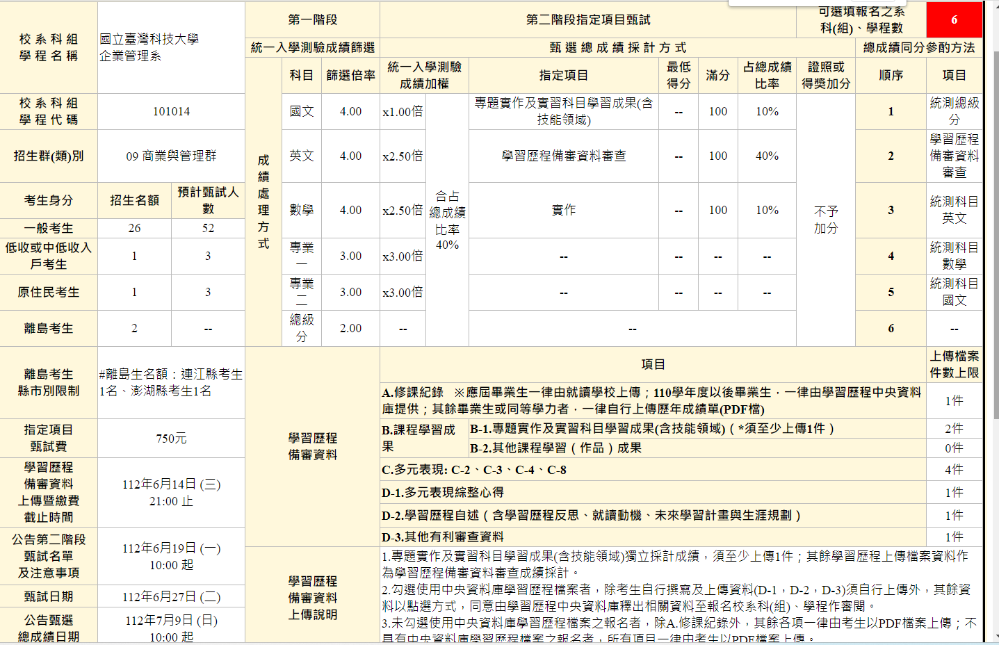 校 系 科 組
學 程 名 稱
國立臺灣科技大學
企業管理系
第一階段
第二階段指定項目甄試
可選填報名之系
科(組)、學程數
6
統一入學測驗成績篩選
甄 選 總 成 績 採 計 方 式
總成績同分參酌方法
成績處理方式
科目
篩選倍率
統一入學測驗
成績加權
指定項目
最低
得分
滿分
占總成績
比率
證照或
得獎加分
順序
項目
校 系 科 組
學 程 代 碼
101014
國文
4.00
x1.00倍
合占
總成績
比率
40%
專題實作及實習科目學習成果(含
技能領域)
--
100
10%
不予
加分
1
統測總級
分
招生群(類)別
09 商業與管理群
英文
4.00
x2.50倍
學習歷程備審資料審查
--
100
40%
2
學習歷程
備審資料
審查
考生身分
招生名額
預計甄試人
數
數學
4.00
x2.50倍
實作
--
100
10%
3
統測科目
英文
一般考生
26
52
低收或中低收入
戶考生
1
3
專業
一
3.00
x3.00倍
--
--
--
--
4
統測科目
數學
原住民考生
1
3
專業
二
3.00
x3.00倍
--
--
--
--
5
統測科目
國文
離島考生
2
--
總級
分
2.00
--
--
6
--
離島考生
縣市別限制
#離島生名額：連江縣考生
1名、澎湖縣考生1名
學習歷程
備審資料
項目
上傳檔案
件數上限
A.修課紀錄　※應屆畢業生一律由就讀學校上傳；110學年度以後畢業生，一律由學習歷程中央資料
庫提供；其餘畢業生或同等學力者，一律自行上傳歷年成績單(PDF檔)
1件
指定項目
甄試費
750元
B.課程學習成
果
B-1.專題實作及實習科目學習成果(含技能領域)（*須至少上傳1件）
2件
B-2.其他課程學習（作品）成果
0件
學習歷程
備審資料
上傳暨繳費
截止時間
112年6月14日 (三)
21:00 止
C.多元表現: C-2、C-3、C-4、C-8
4件
D-1.多元表現綜整心得
1件
D-2.學習歷程自述（含學習歷程反思、就讀動機、未來學習計畫與生涯規劃）
1件
D-3.其他有利審查資料
1件
公告第二階段
甄試名單
及注意事項
112年6月19日 (一)
10:00 起
甄試日期
112年6月27日 (二)
公告甄選
總成績日期
112年7月9日 (日)
10:00 起
學習歷程
備審資料
上傳說明
1.專題實作及實習科目學習成果(含技能領域)獨立採計成績，須至少上傳1件；其餘學習歷程上傳檔案資料作
為學習歷程備審資料審查成績採計。
2.勾選使用中央資料庫學習歷程檔案者，除考生自行撰寫及上傳資料(D-1，D-2，D-3)須自行上傳外，其餘資
料以點選方式，同意由學習歷程中央資料庫釋出相關資料至報名校系科(組)、學程作審閱。
3.未勾選使用中央資料庫學習歷程檔案之報名者，除A.修課紀錄外，其餘各項一律由考生以PDF檔案上傳；不
具有中央資料庫學習歷程檔案之報名者，所有項目一律由考生以PDF檔案上傳。